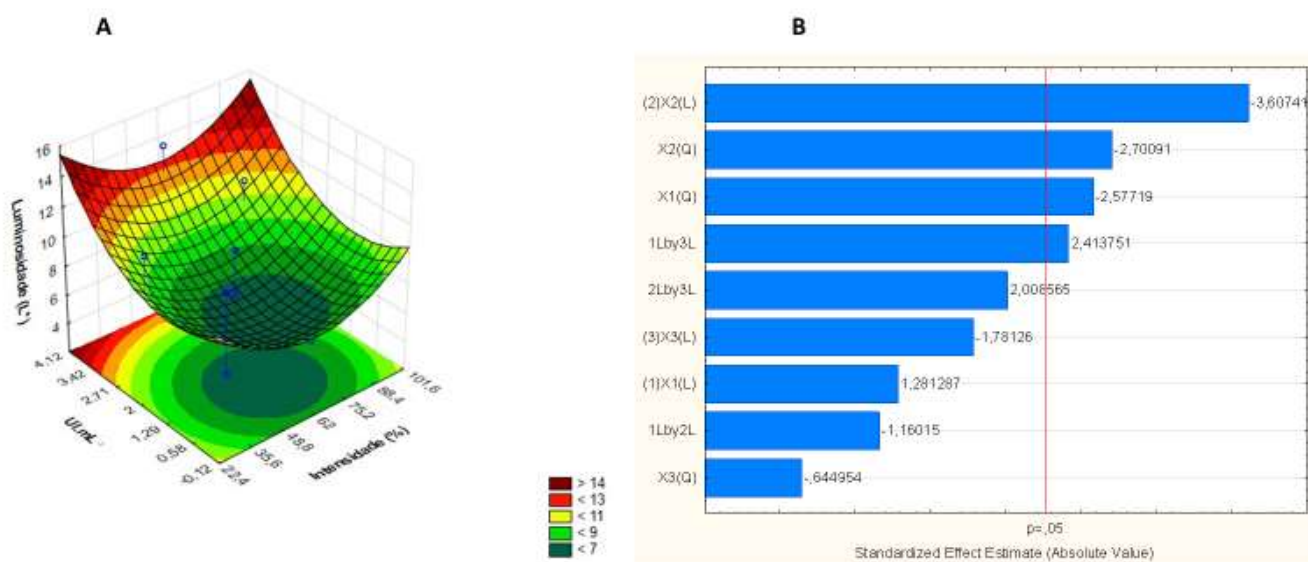 A
16
14
12
10
8
6
4
Luminosidade (L*)
4,12
3,42
2,71
2
1,29
0,58
-0,12
22,4
35,6
48,8
62
75,2
88,4
101,6
Intensidade (%)
> 14
< 13
< 11
< 9
< 7
B
(2)X2(L)
-3,60741
X2(Q)
-2,70091
X1(Q)
-2,57719
1Lby3L
2,413751
2Lby3L
2,008565
(3)X3(L)
-1,78126
(1)X1(L)
1,281287
1Lby2L
-1,16015
X3(Q)
-,644954
p=,05
Standardized Effect Estimate (Absolute Value)